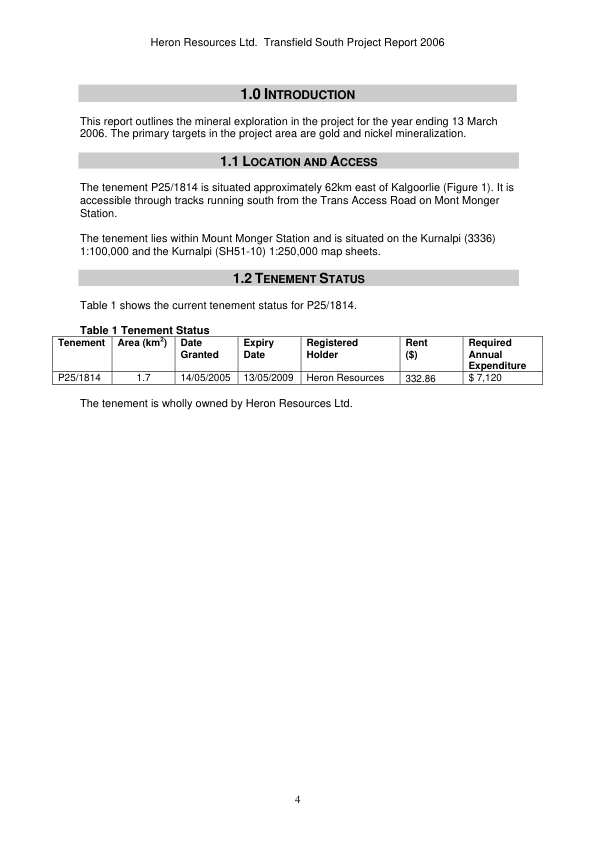 Heron Resources Ltd.  Transfield South Project Report 2006
1.0 INTRODUCTION
This report outlines the mineral exploration in the project for the year ending 13 March
2006. The primary targets in the project area are gold and nickel mineralization.
1.1 LOCATION AND ACCESS
The tenement P25/1814 is situated approximately 62km east of Kalgoorlie (Figure 1). It is
accessible through tracks running south from the Trans Access Road on Mont Monger
Station.
The tenement lies within Mount Monger Station and is situated on the Kurnalpi (3336)
1:100,000 and the Kurnalpi (SH51-10) 1:250,000 map sheets.
1.2 TENEMENT STATUS
Table 1 shows the current tenement status for P25/1814.
Table 1 Tenement Status
Tenement Area (km²) Date Expiry Registered Rent Required
Granted Date Holder ($) Annual
Expenditure
P25/1814 1.7 14/05/2005 13/05/2009 Heron Resources 332.86 $ 7,120
The tenement is wholly owned by Heron Resources Ltd.
4